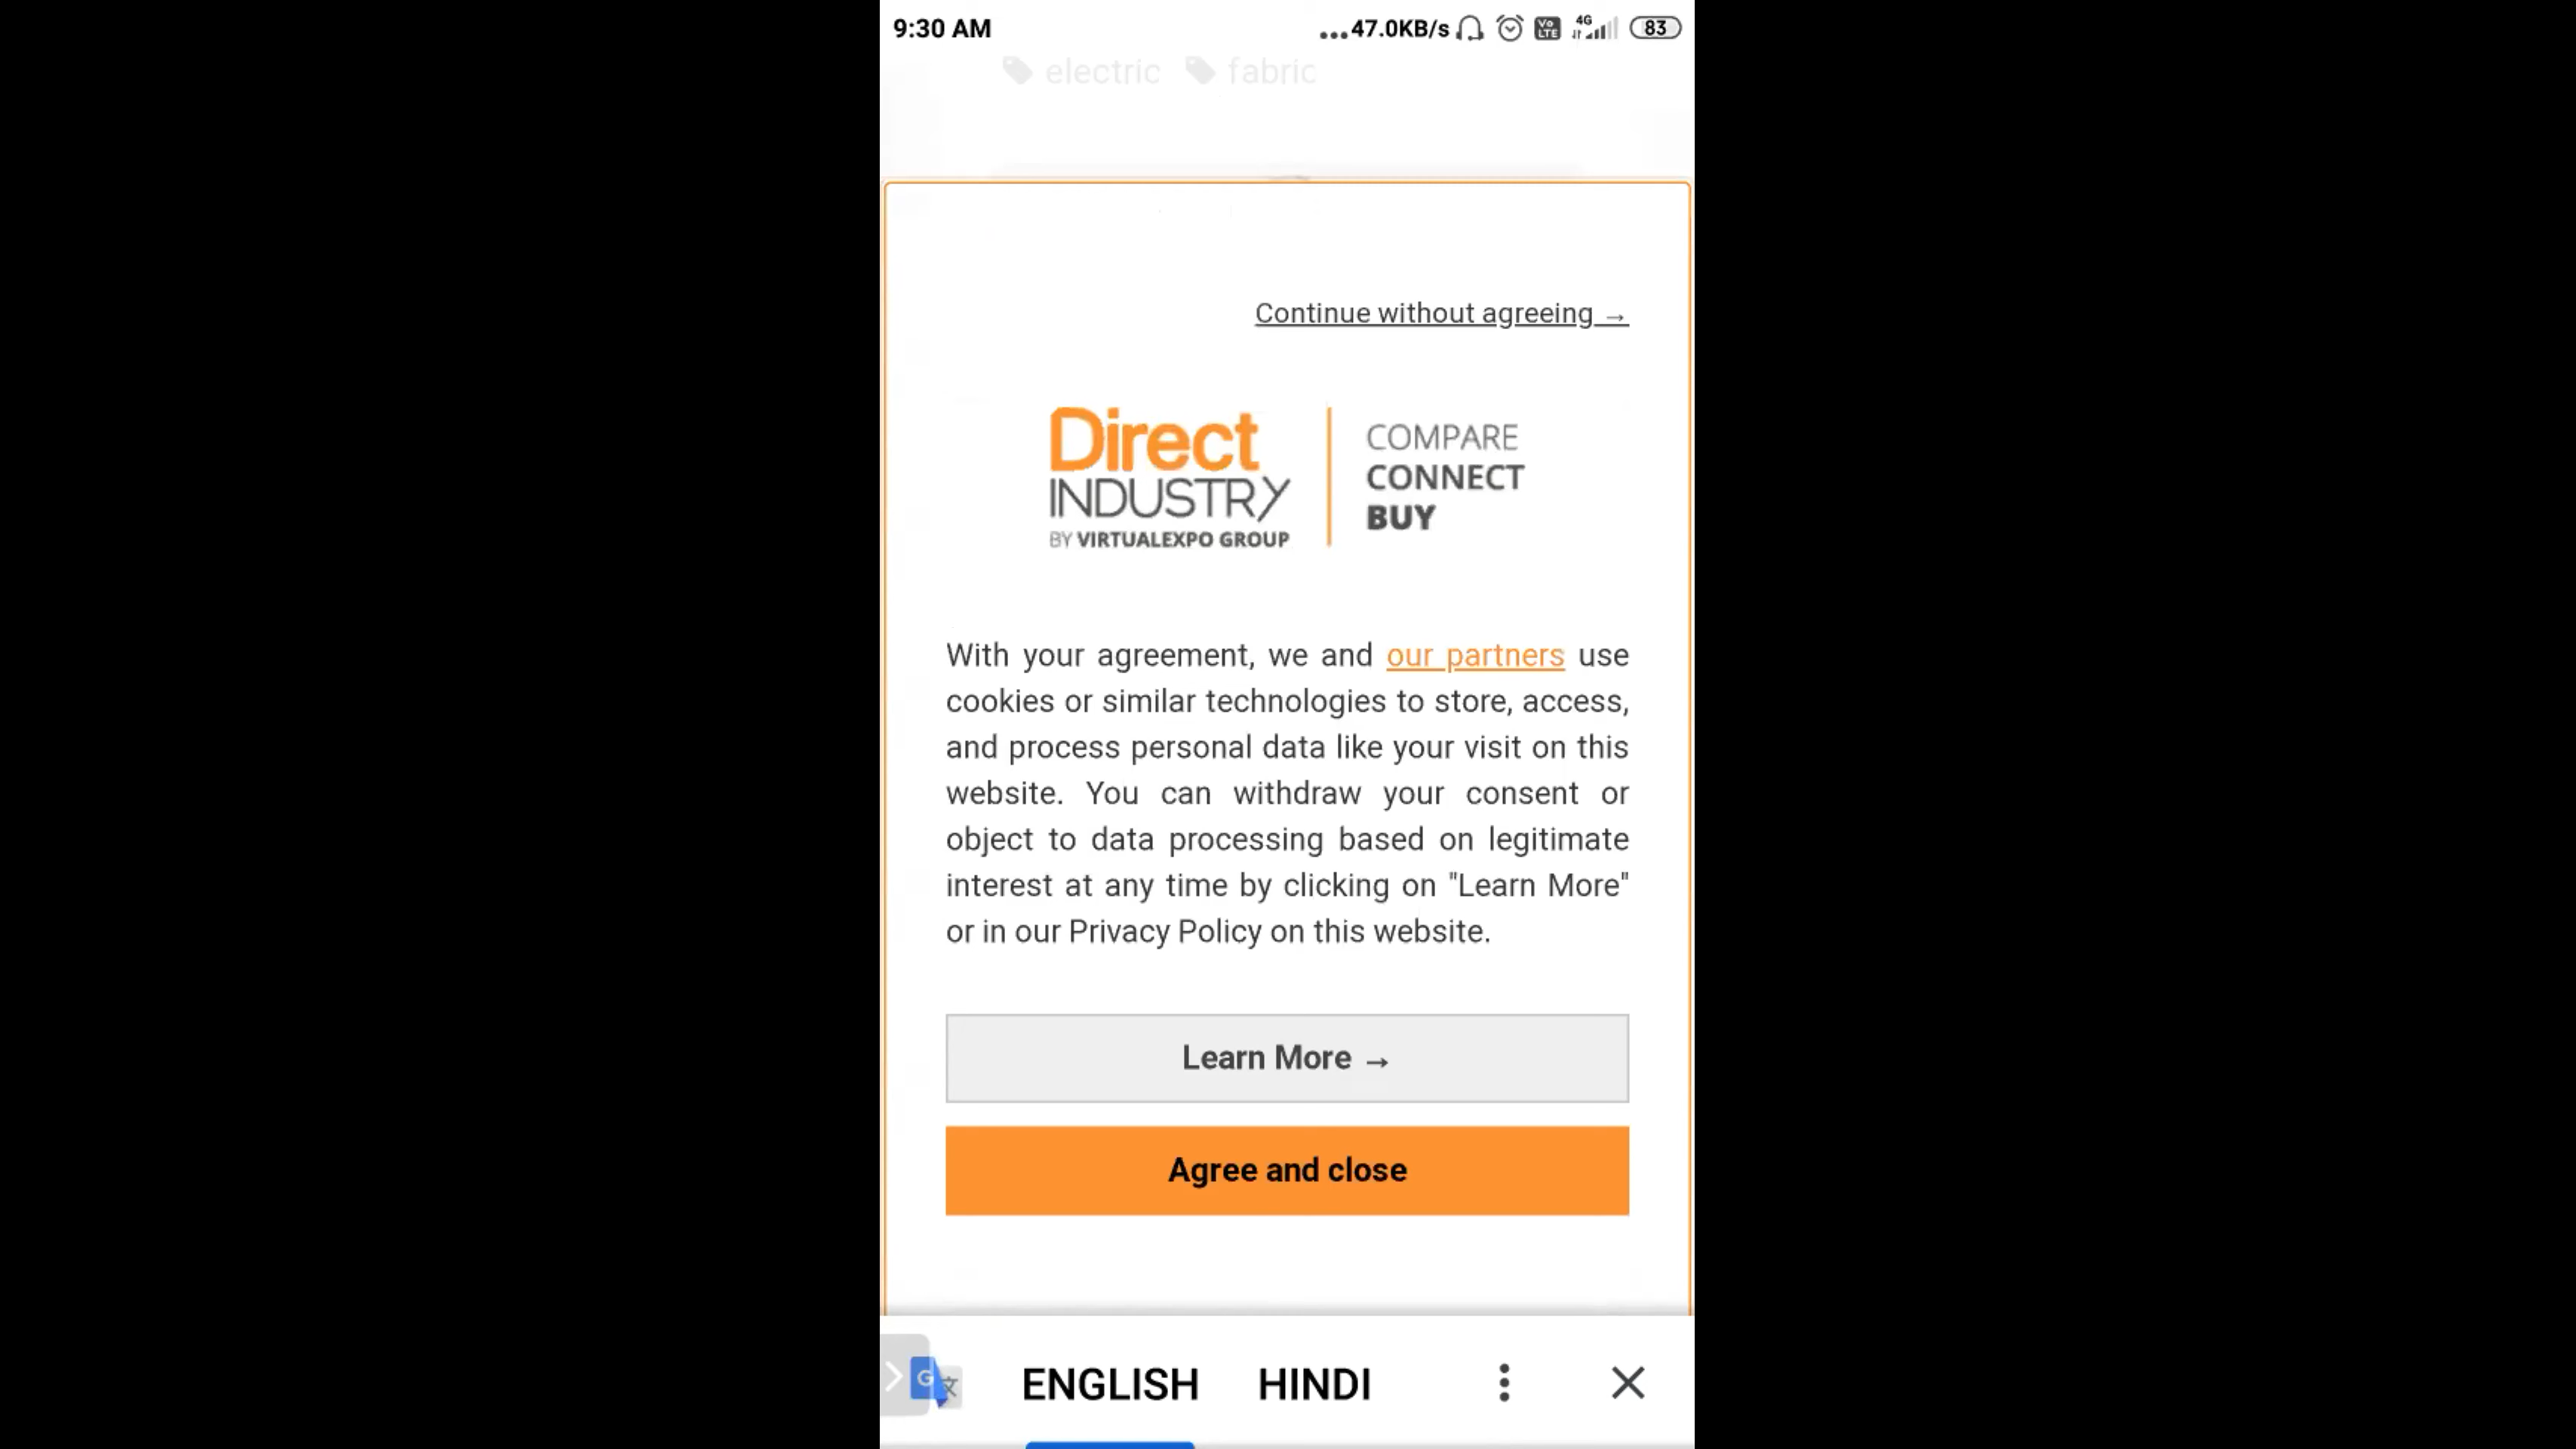 9:30 AM ...47.0KB/s Vo LTE 4G 83
electric fabric
Continue without agreeing →
Direct
INDUSTRY
BY VIRTUALEXPO GROUP
COMPARE
CONNECT
BUY
With your agreement, we and our partners use
cookies or similar technologies to store, access,
and process personal data like your visit on this
website. You can withdraw your consent or
object to data processing based on legitimate
interest at any time by clicking on "Learn More"
or in our Privacy Policy on this website.
Learn More →
Agree and close
G 文 ENGLISH HINDI